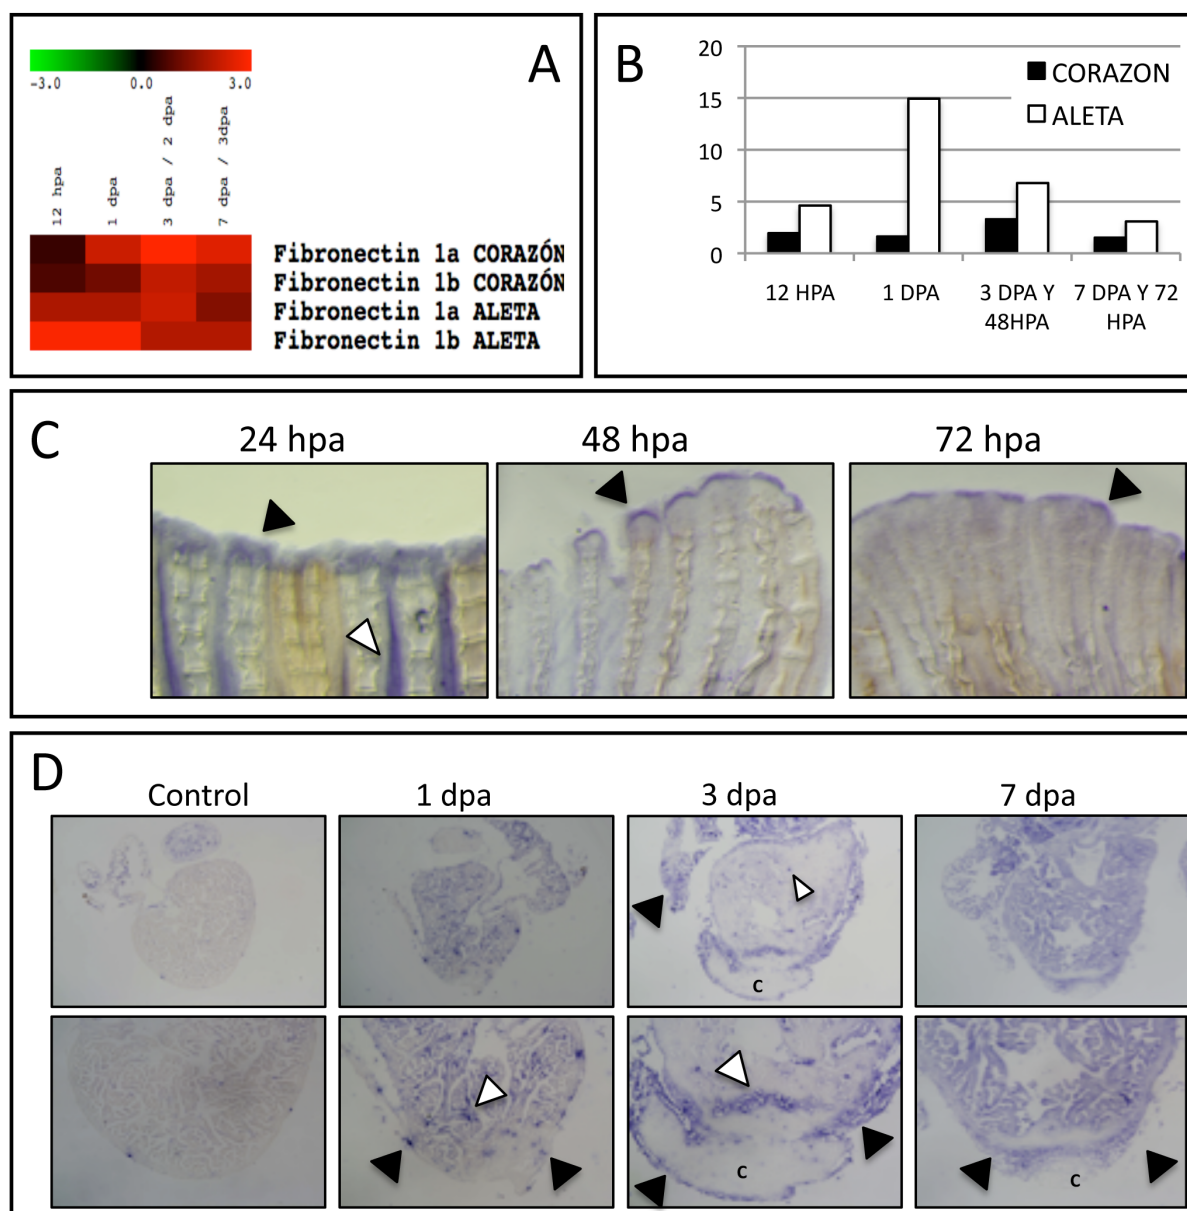 A
-3.0 0.0 3.0
12 hpa
1 dpa
3 dpa / 2 dpa
7 dpa / 3dpa
Fibronectin 1a CORAZÓN
Fibronectin 1b CORAZÓN
Fibronectin 1a ALETA
Fibronectin 1b ALETA
B
20
15
10
5
0
CORAZON
ALETA
12 HPA
1 DPA
3 DPA Y
48HPA
7 DPA Y 72
HPA
C
24 hpa
48 hpa
72 hpa
D
Control
1 dpa
3 dpa
7 dpa
c
c
c